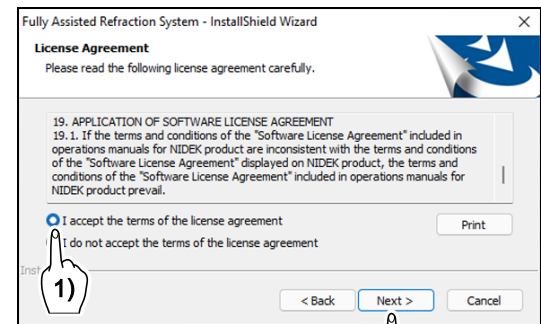 Fully Assisted Refraction System - InstallShield Wizard
License Agreement
Please read the following license agreement carefully.
19. APPLICATION OF SOFTWARE LICENSE AGREEMENT
19.1. If the terms and conditions of the "Software License Agreement" included in
operations manuals for NIDEK product are inconsistent with the terms and conditions
of the "Software License Agreement" displayed on NIDEK product, the terms and
conditions of the "Software License Agreement" included in operations manuals for
NIDEK product prevail.
I accept the terms of the license agreement
Print
I do not accept the terms of the license agreement
1)
< Back
Next >
Cancel